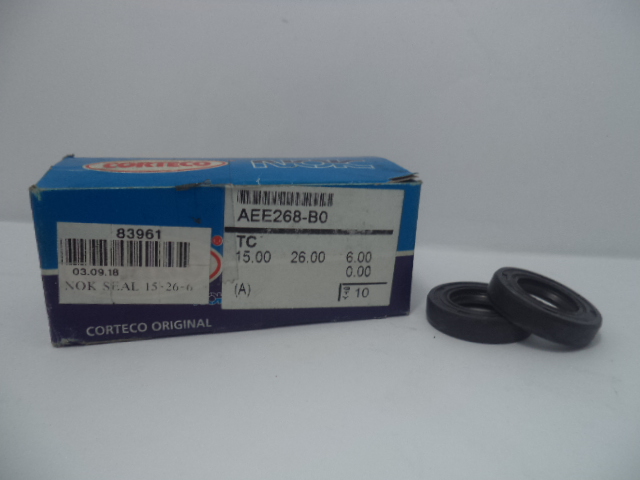 CORTECO
NOK
AEE268-B0
83961
TC
15.00 26.00 6.00
0.00
03.09.18
NOK SEAL 15-26-6
(A)
10
CORTECO ORIGINAL